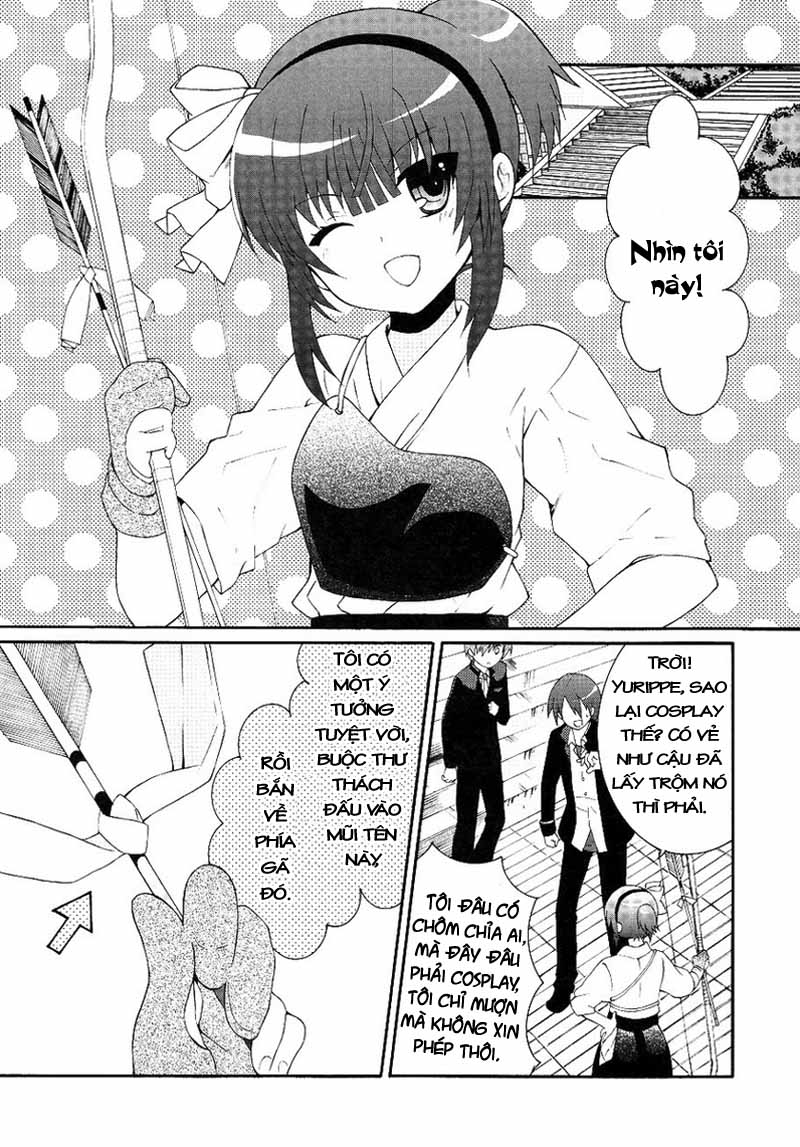 Nhìn tôi
này!
TRỜI!
YURIPPE, SAO
LẠI COSPLAY
THẾ? CÓ VẺ
NHƯ CẬU ĐÃ
LẤY TRỘM NÓ
THÌ PHẢI.
TÔI ĐÂU CÓ
CHÔM CHỈA AI,
MÀ ĐÂY ĐÂU
PHẢI COSPLAY,
TÔI CHỈ MƯỢN
MÀ KHÔNG XIN
PHÉP THÔI.
TÔI CÓ
MỘT Ý
TƯỞNG
TUYỆT VỜI,
BUỘC THƯ
THÁCH
ĐẤU VÀO
MŨI TÊN
NÀY,
RỒI
BẮN VỀ
PHÍA
GÃ
ĐÓ.